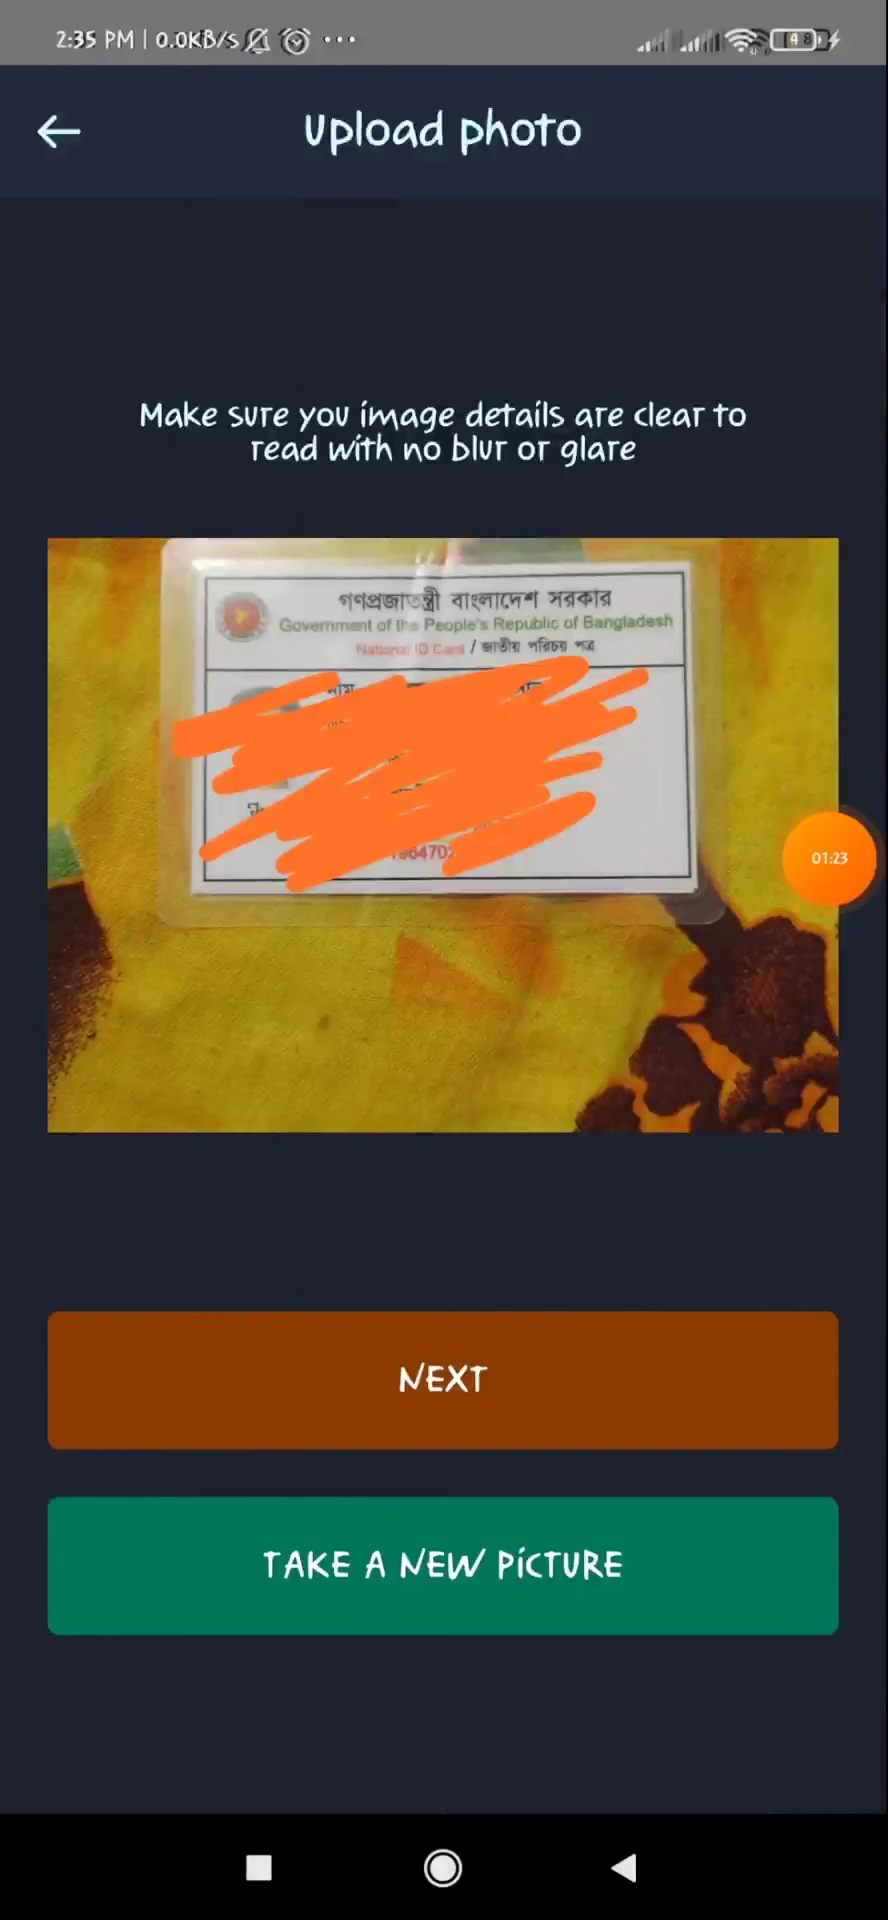 2:35 PM | 0.0KB/s
Upload photo
Make sure you image details are clear to
read with no blur or glare
গণপ্রজাতন্ত্রী বাংলাদেশ সরকার
Government of the People's Republic of Bangladesh
National ID Card / জাতীয় পরিচয় পত্র
নাম
01:23
NEXT
TAKE A NEW PICTURE